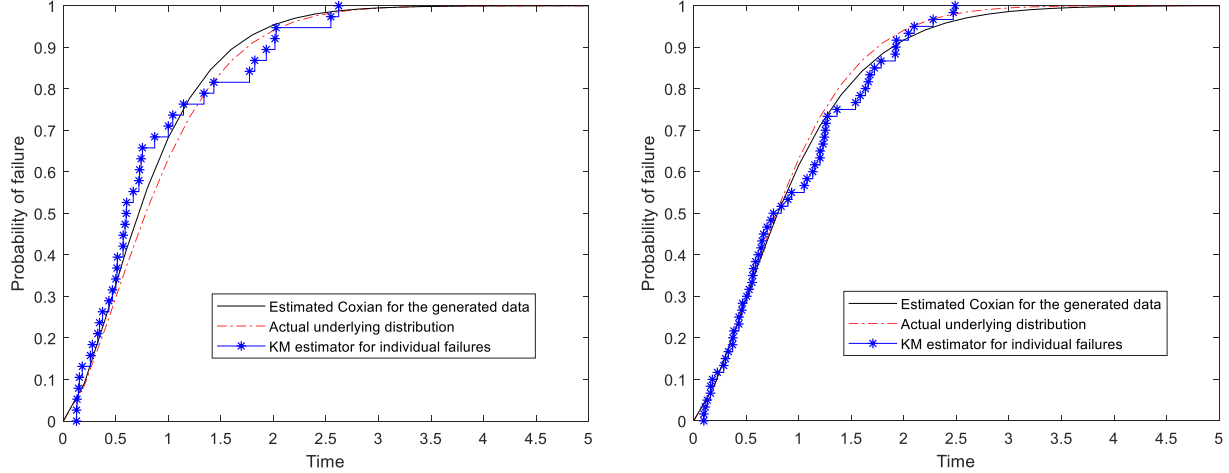 1
0.9
0.8
0.7
0.6
0.5
0.4
0.3
0.2
0.1
0
Probability of failure
Estimated Coxian for the generated data
Actual underlying distribution
KM estimator for individual failures
0 0.5 1 1.5 2 2.5 3 3.5 4 4.5 5
Time
1
0.9
0.8
0.7
0.6
0.5
0.4
0.3
0.2
0.1
0
Probability of failure
Estimated Coxian for the generated data
Actual underlying distribution
KM estimator for individual failures
0 0.5 1 1.5 2 2.5 3 3.5 4 4.5 5
Time